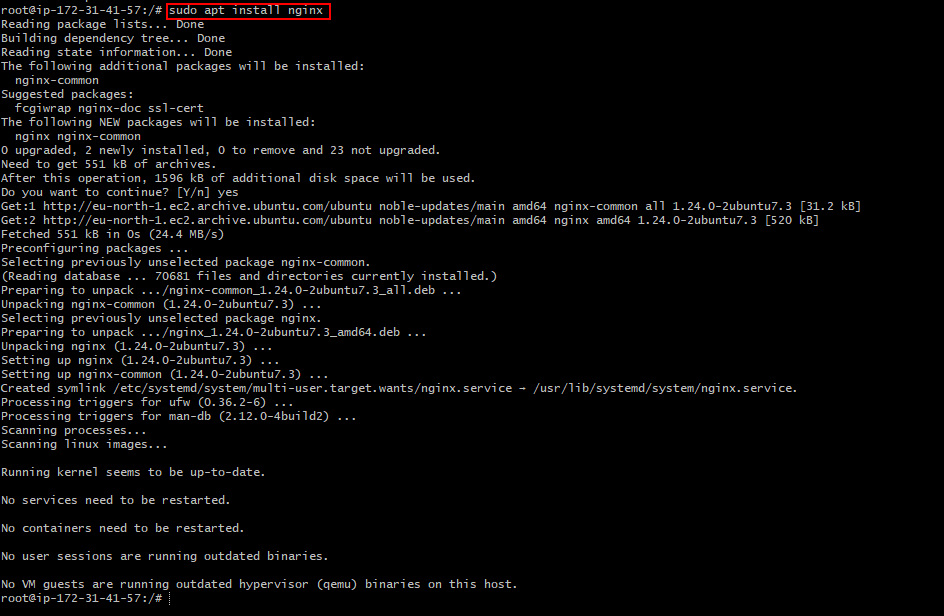 root@ip-172-31-41-57:/# sudo apt install nginx
Reading package lists... Done
Building dependency tree... Done
Reading state information... Done
The following additional packages will be installed:
  nginx-common
Suggested packages:
  fcgiwrap nginx-doc ssl-cert
The following NEW packages will be installed:
  nginx nginx-common
0 upgraded, 2 newly installed, 0 to remove and 23 not upgraded.
Need to get 551 kB of archives.
After this operation, 1596 kB of additional disk space will be used.
Do you want to continue? [Y/n] yes
Get:1 http://eu-north-1.ec2.archive.ubuntu.com/ubuntu noble-updates/main amd64 nginx-common all 1.24.0-2ubuntu7.3 [31.2 kB]
Get:2 http://eu-north-1.ec2.archive.ubuntu.com/ubuntu noble-updates/main amd64 nginx amd64 1.24.0-2ubuntu7.3 [520 kB]
Fetched 551 kB in 0s (24.4 MB/s)
Preconfiguring packages ...
Selecting previously unselected package nginx-common.
(Reading database ... 70681 files and directories currently installed.)
Preparing to unpack .../nginx-common_1.24.0-2ubuntu7.3_all.deb ...
Unpacking nginx-common (1.24.0-2ubuntu7.3) ...
Selecting previously unselected package nginx.
Preparing to unpack .../nginx_1.24.0-2ubuntu7.3_amd64.deb ...
Unpacking nginx (1.24.0-2ubuntu7.3) ...
Setting up nginx (1.24.0-2ubuntu7.3) ...
Setting up nginx-common (1.24.0-2ubuntu7.3) ...
Created symlink /etc/systemd/system/multi-user.target.wants/nginx.service → /usr/lib/systemd/system/nginx.service.
Processing triggers for ufw (0.36.2-6) ...
Processing triggers for man-db (2.12.0-4build2) ...
Scanning processes...
Scanning linux images...

Running kernel seems to be up-to-date.

No services need to be restarted.

No containers need to be restarted.

No user sessions are running outdated binaries.

No VM guests are running outdated hypervisor (qemu) binaries on this host.
root@ip-172-31-41-57:/#